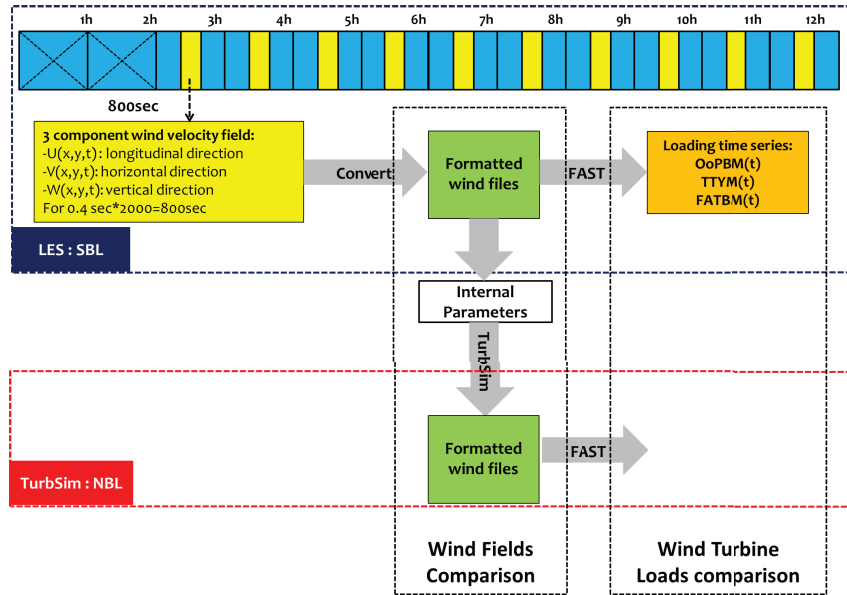 1h 2h 3h 4h 5h 6h 7h 8h 9h 10h 11h 12h
800sec
3 component wind velocity field:
-U(x,y,t): longitudinal direction
-V(x,y,t): horizontal direction
-W(x,y,t): vertical direction
For 0.4 sec*2000=800sec
Convert
Formatted
wind files
FAST
Loading time series:
OoPBM(t)
TTYM(t)
FATBM(t)
LES : SBL
Internal
Parameters
TurbSim
Formatted
wind files
FAST
TurbSim : NBL
Wind Fields
Comparison
Wind Turbine
Loads comparison